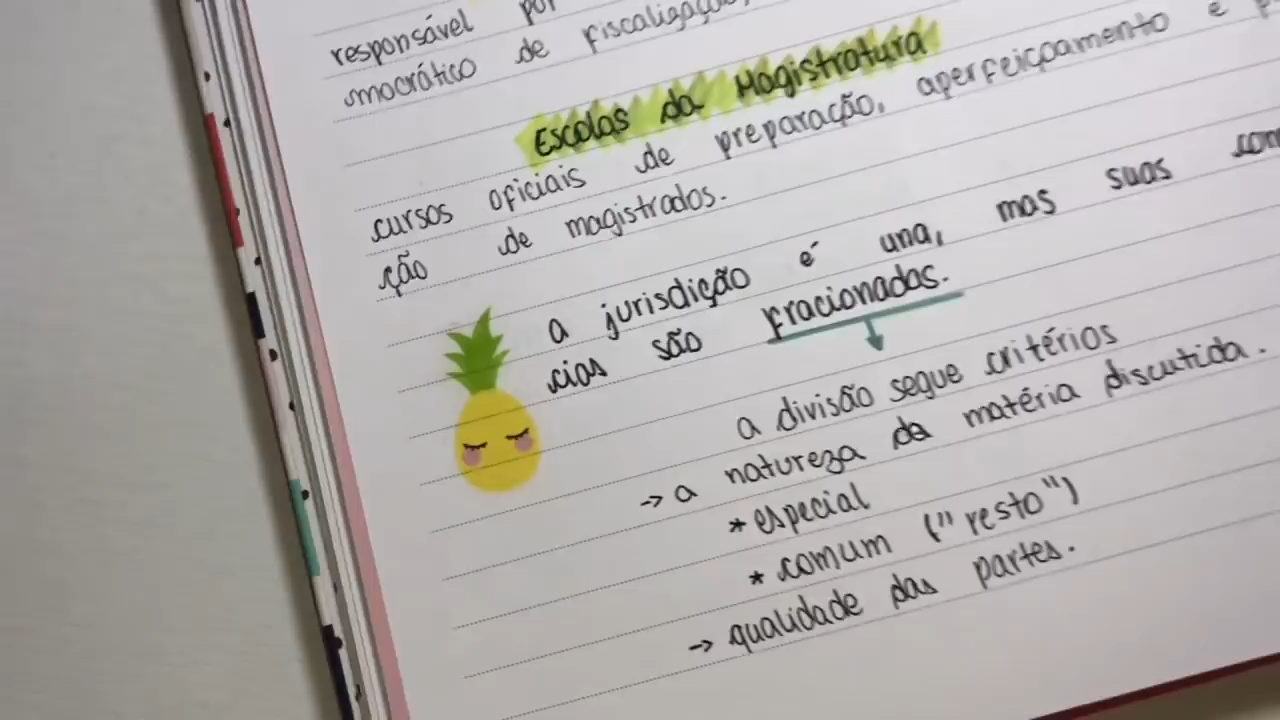 responsável por
mocrático de fiscalização,
Escolas da Magistratura
cursos oficiais de preparação, aperfeiçoamento e
ção de magistrados.
a jurisdição é una, mas suas
cias são fracionadas.
a divisão segue critérios
→ a natureza da matéria discutida.
* especial
* comum ("resto")
→ qualidade das partes.